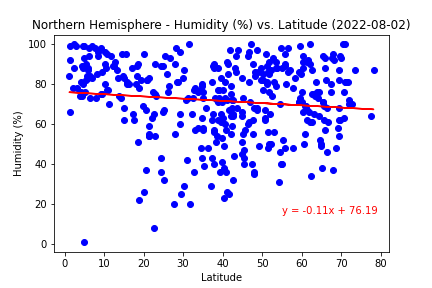 Northern Hemisphere - Humidity (%) vs. Latitude (2022-08-02)
100
80
60
40
20
0
Humidity (%)
y = -0.11x + 76.19
0 10 20 30 40 50 60 70 80
Latitude